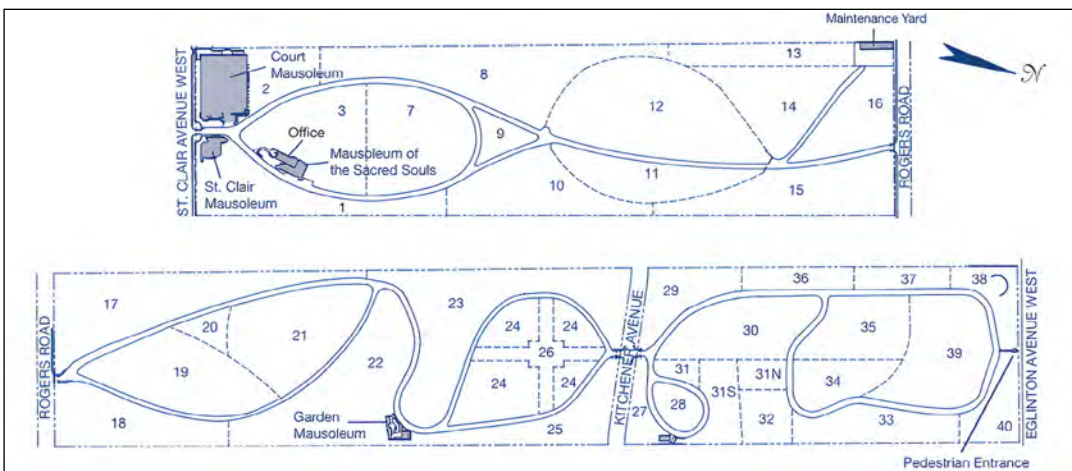 Maintenance Yard
N
ST. CLAIR AVENUE WEST
Court
Mausoleum
2
8
13
3
7
12
14
16
Office
9
Mausoleum of
the Sacred Souls
St. Clair
Mausoleum
1
10
11
15
ROGERS ROAD
ROGERS ROAD
17
20
21
19
18
22
23
24
24
26
24
24
25
Garden
Mausoleum
KITCHENER AVENUE
29
36
37
38
30
35
39
31
31N
31S
34
27
28
32
33
40
EGLINTON AVENUE WEST
Pedestrian Entrance